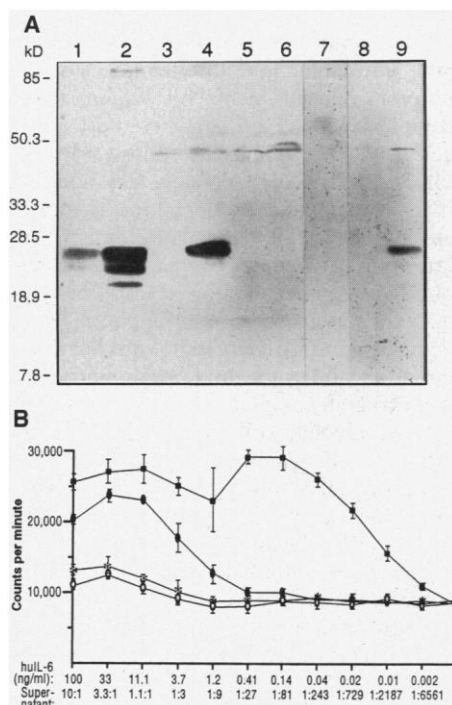 A
kD 1 2 3 4 5 6 7 8 9
85-
50.3-
33.3-
28.5-
18.9-
7.8-
B
30,000
20,000
10,000
Counts per minute
huIL-6 (ng/ml): 100 33 11.1 3.7 1.2 0.41 0.14 0.04 0.02 0.01 0.002
Super-natant: 10:1 3.3:1 1.1:1 1:3 1:9 1:27 1:81 1:243 1:729 1:2187 1:6561